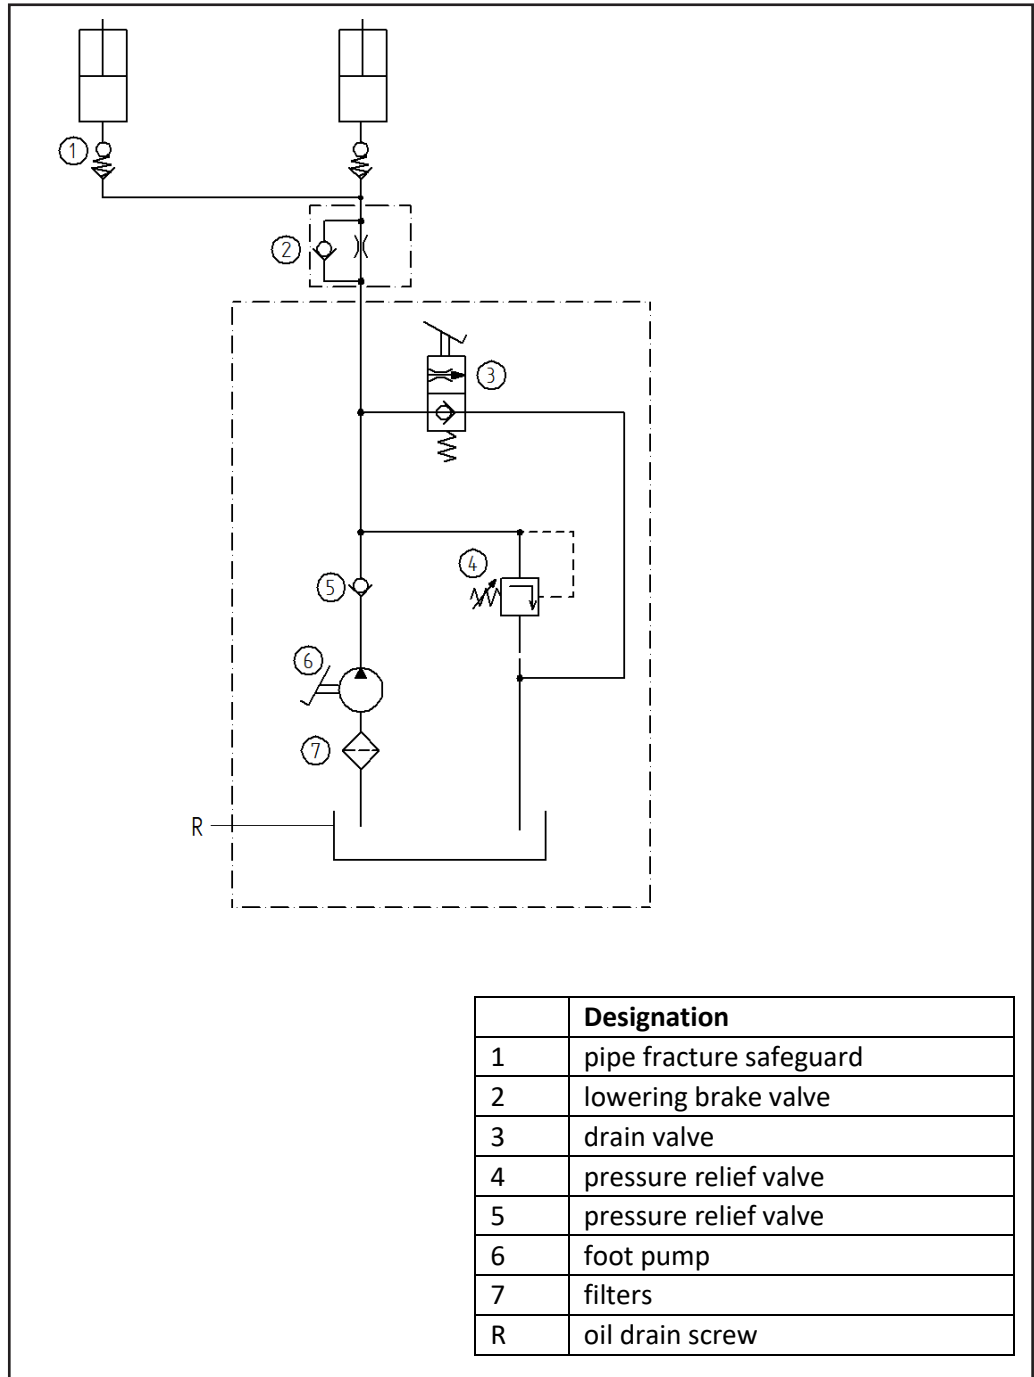 1
2
3
4
5
6
7
R
Designation
1 pipe fracture safeguard
2 lowering brake valve
3 drain valve
4 pressure relief valve
5 pressure relief valve
6 foot pump
7 filters
R oil drain screw